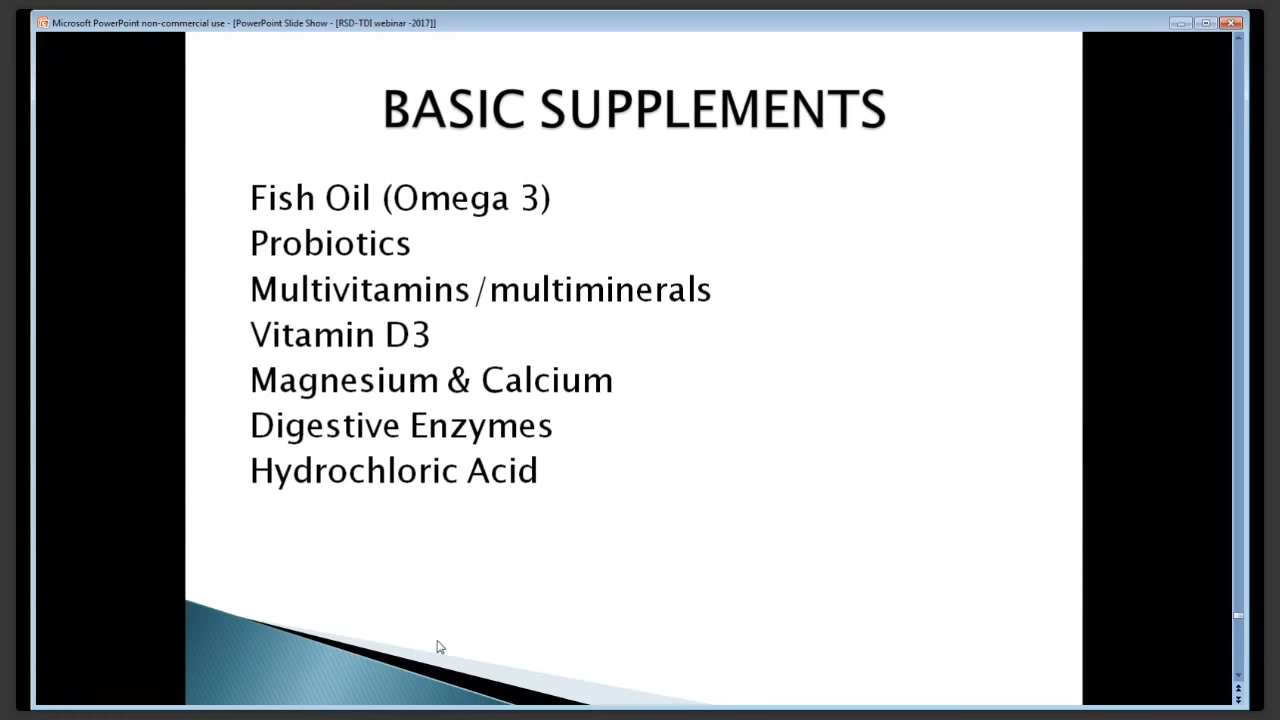 Microsoft PowerPoint non-commercial use - [PowerPoint Slide Show - [RSD-TDI webinar -2017]]
BASIC SUPPLEMENTS
Fish Oil (Omega 3)
Probiotics
Multivitamins/multiminerals
Vitamin D3
Magnesium & Calcium
Digestive Enzymes
Hydrochloric Acid